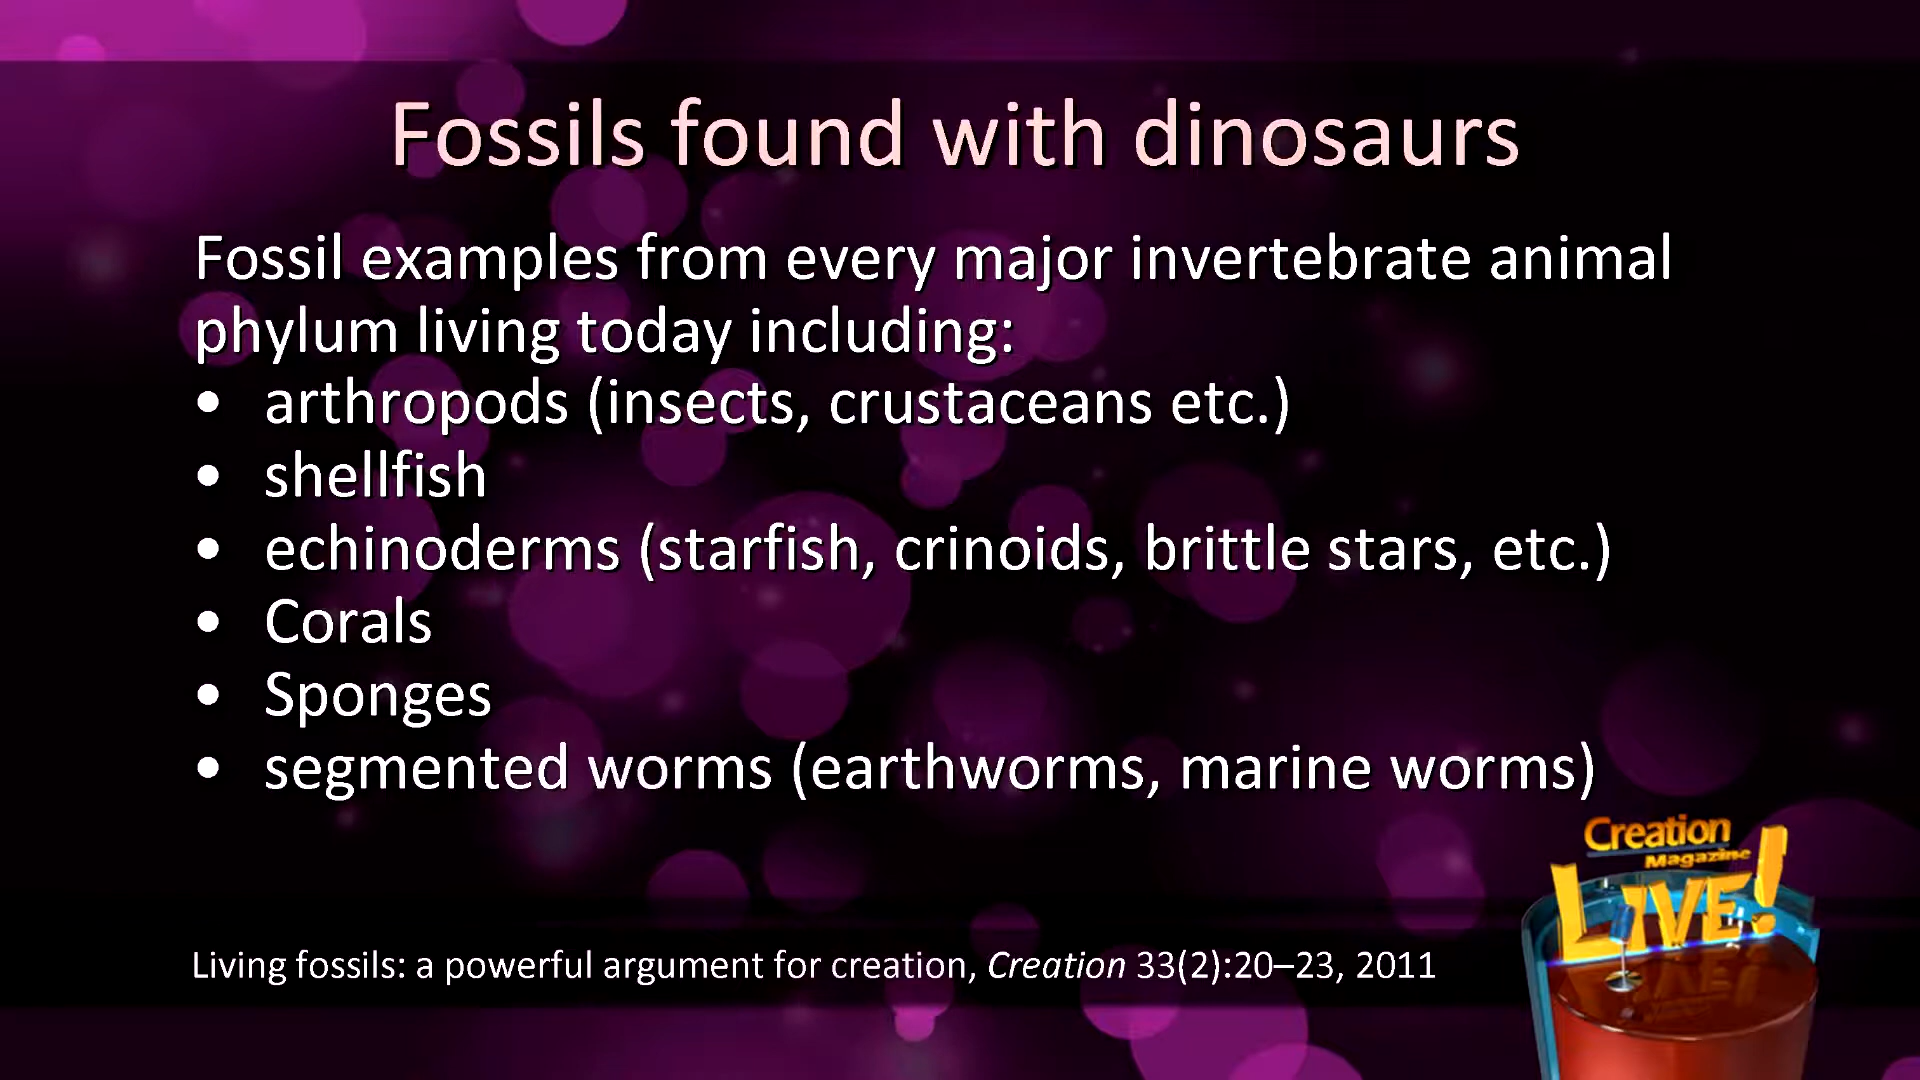 Fossils found with dinosaurs
Fossil examples from every major invertebrate animal
phylum living today including:
• arthropods (insects, crustaceans etc.)
• shellfish
• echinoderms (starfish, crinoids, brittle stars, etc.)
• Corals
• Sponges
• segmented worms (earthworms, marine worms)
Creation
Magazine
LIVE!
Living fossils: a powerful argument for creation, Creation 33(2):20–23, 2011